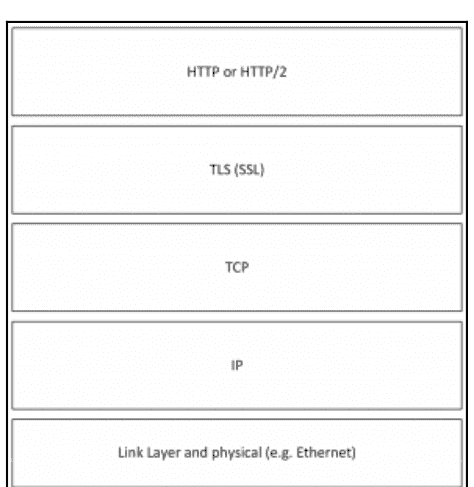 HTTP or HTTP/2
TLS (SSL)
TCP
IP
Link Layer and physical (e.g. Ethernet)